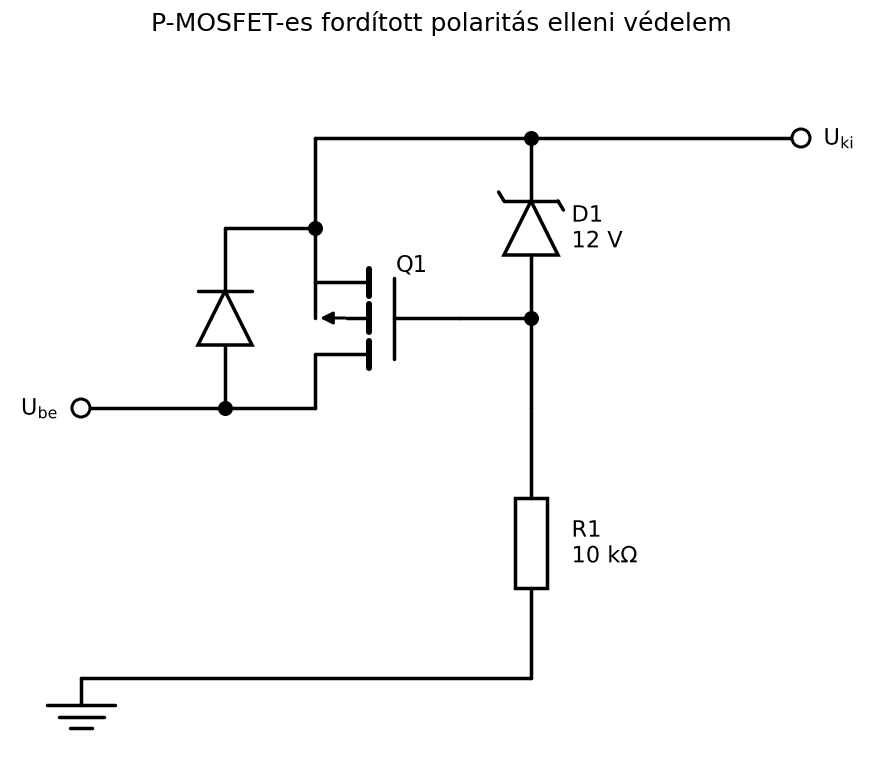 P-MOSFET-es fordított polaritás elleni védelem
Uki
D1
12 V
Q1
Ube
R1
10 kΩ